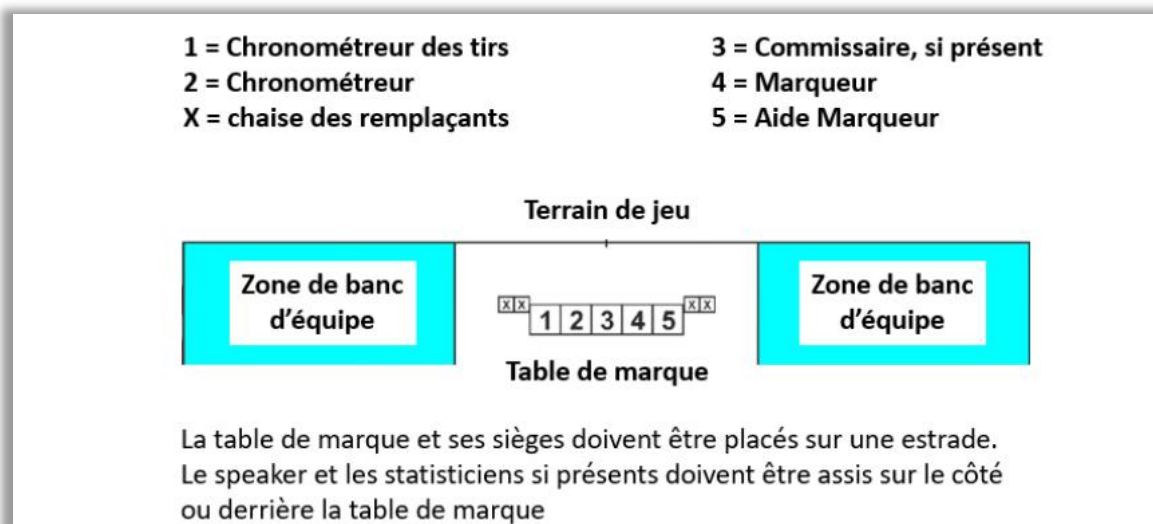 1 = Chronométreur des tirs
2 = Chronométreur
X = chaise des remplaçants
3 = Commissaire, si présent
4 = Marqueur
5 = Aide Marqueur
Terrain de jeu
Zone de banc
d’équipe
X X 1 2 3 4 5 X X
Zone de banc
d’équipe
Table de marque
La table de marque et ses sièges doivent être placés sur une estrade.
Le speaker et les statisticiens si présents doivent être assis sur le côté
ou derrière la table de marque